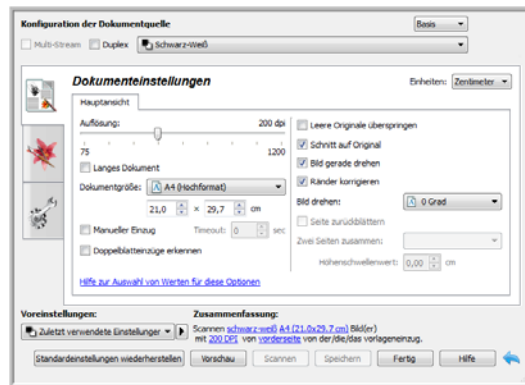 Konfiguration der Dokumentquelle
Basis
Multi-Stream Duplex Schwarz-Weiß
Dokumenteinstellungen
Einheiten: Zentimeter
Hauptansicht
Auflösung: 200 dpi
75 1200
Langes Dokument
Dokumentgröße: A4 (Hochformat)
21,0 x 29,7 cm
Manueller Einzug Timeout: 0 sec
Doppelblatteinzüge erkennen
Hilfe zur Auswahl von Werten für diese Optionen
Leere Originale überspringen
Schnitt auf Original
Bild gerade drehen
Ränder korrigieren
Bild drehen: 0 Grad
Seite zurückblättern
Zwei Seiten zusammen:
Höhenschwellenwert: 0,00 cm
Voreinstellungen:
Zuletzt verwendete Einstellunger
Zusammenfassung:
Scannen schwarz-weiß A4 (21.0x29.7 cm) Bild(er)
mit 200 DPI von vorderseite von der/die/das vorlageneinzug.
Standardeinstellungen wiederherstellen Vorschau Scannen Speichern Fertig Hilfe